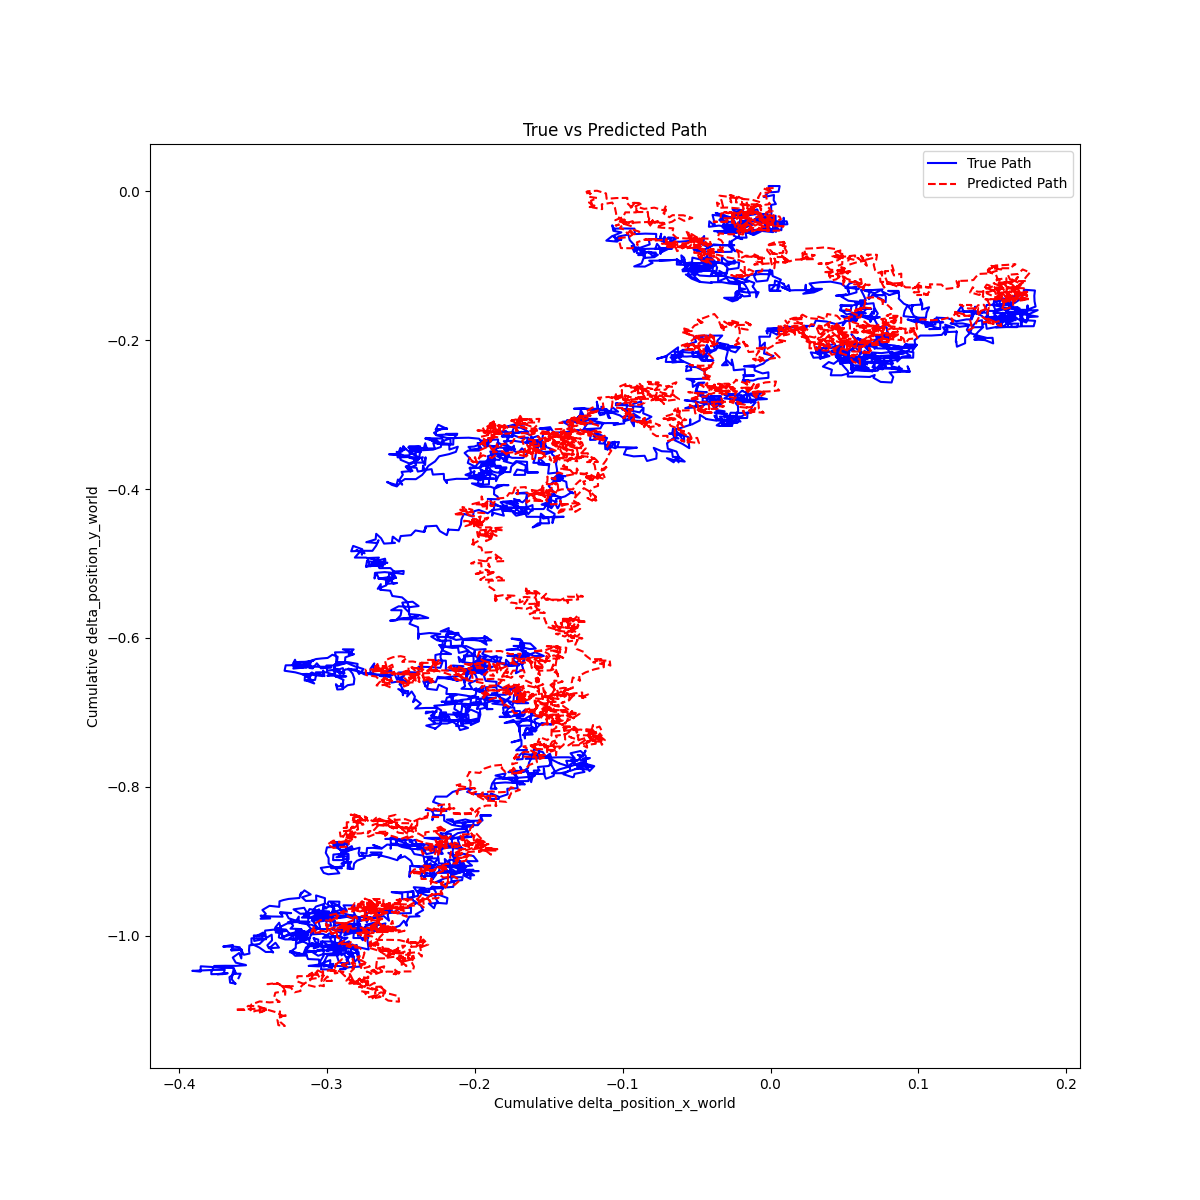 True vs Predicted Path
True Path
Predicted Path
0.0
−0.2
−0.4
−0.6
−0.8
−1.0
Cumulative delta_position_y_world
−0.4
−0.3
−0.2
−0.1
0.0
0.1
0.2
Cumulative delta_position_x_world